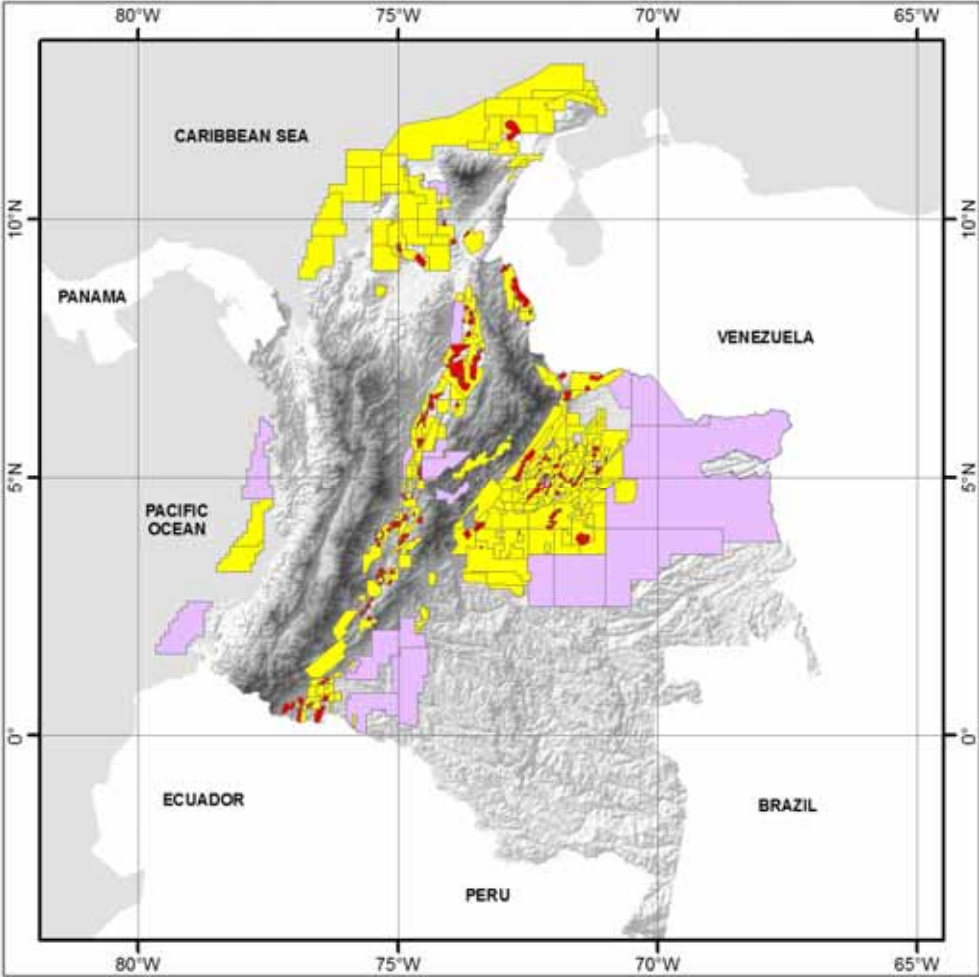 80°W 75°W 70°W 65°W
CARIBBEAN SEA
10°N 10°N
PANAMA
VENEZUELA
5°N 5°N
PACIFIC
OCEAN
0° 0°
ECUADOR
BRAZIL
PERU
80°W 75°W 70°W 65°W